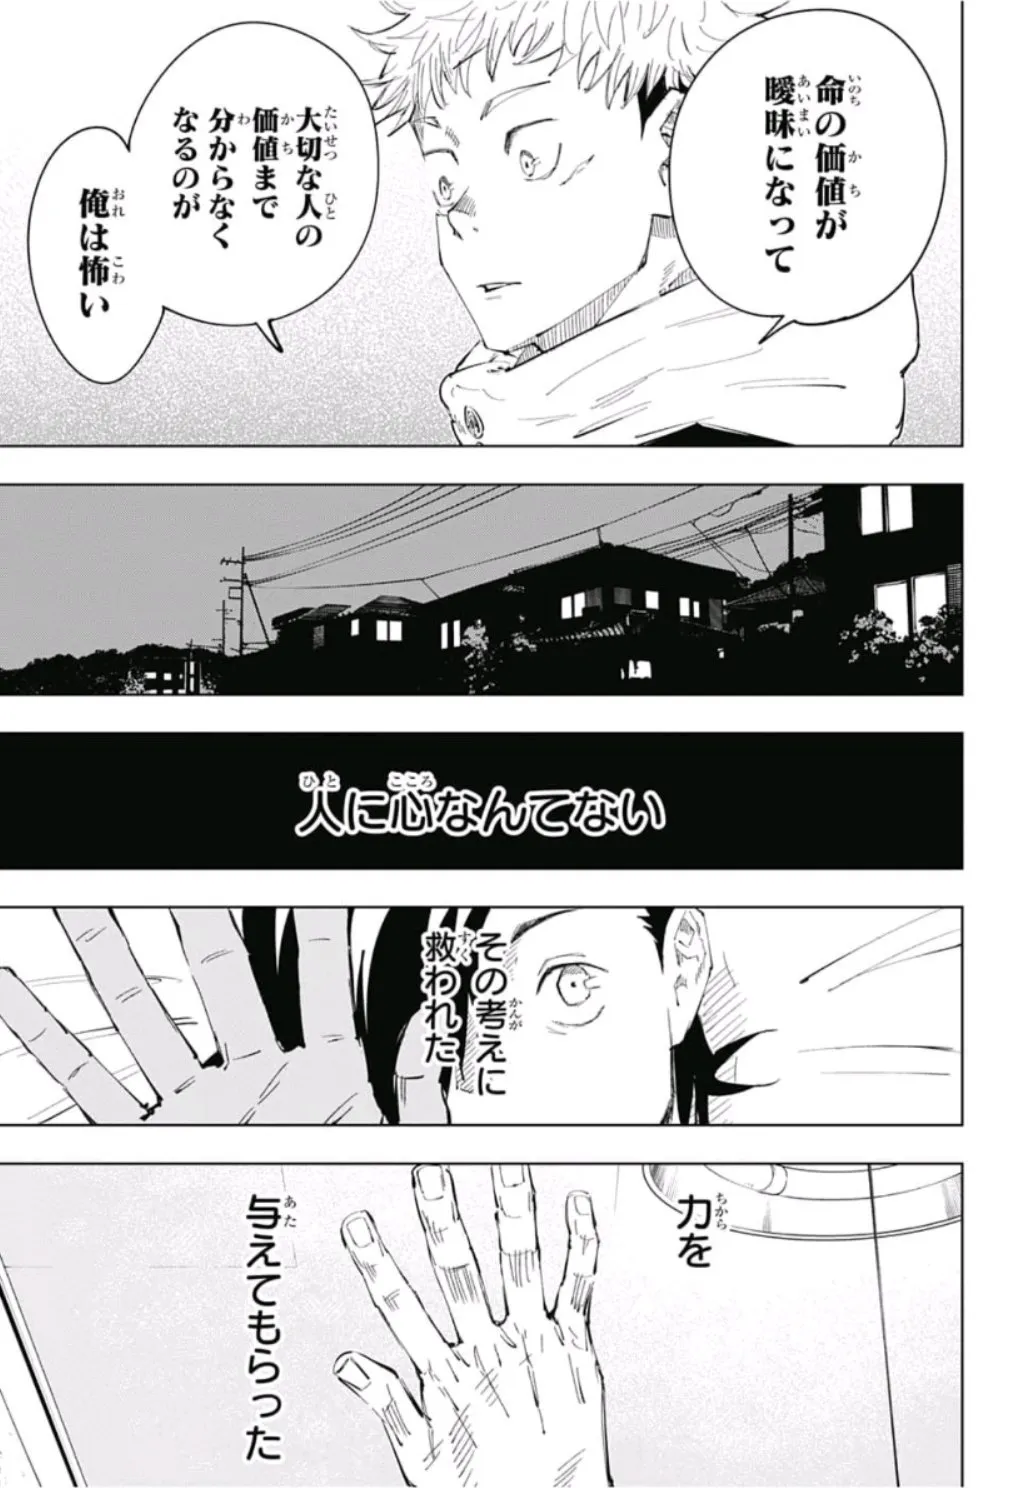 命の価値が
曖昧になって
大切な人の
価値まで
分からなく
なるのが
俺は怖い
人に心なんてない
その考えに
救われた
力を
与えてもらった